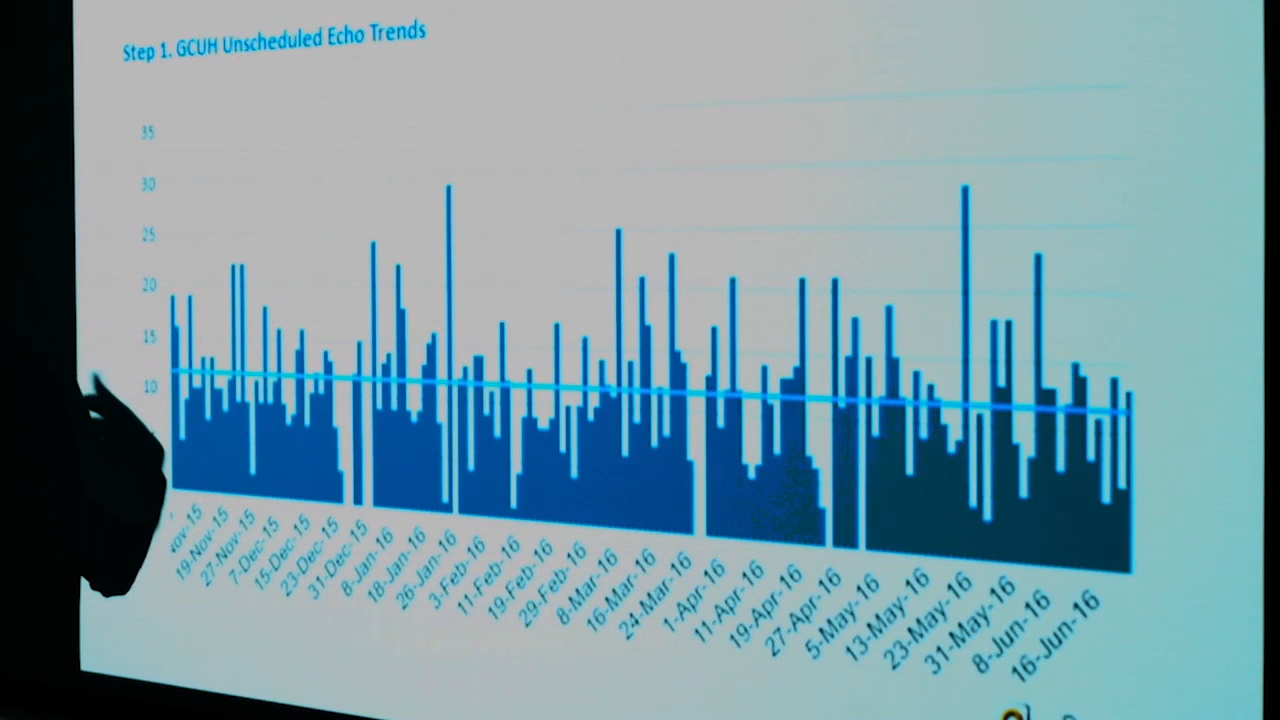 Step 1. GCUH Unscheduled Echo Trends
35
30
25
20
15
10
19-Nov-15
27-Nov-15
7-Dec-15
15-Dec-15
23-Dec-15
31-Dec-15
8-Jan-16
18-Jan-16
26-Jan-16
3-Feb-16
11-Feb-16
19-Feb-16
29-Feb-16
8-Mar-16
16-Mar-16
24-Mar-16
1-Apr-16
11-Apr-16
19-Apr-16
27-Apr-16
5-May-16
13-May-16
23-May-16
31-May-16
8-Jun-16
16-Jun-16